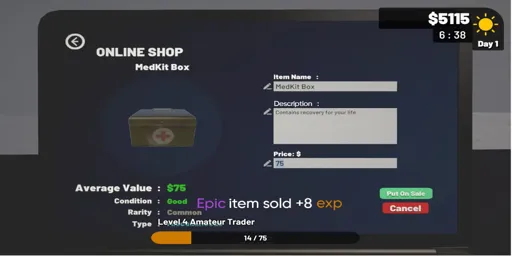 $5115
6 : 38
Day 1
ONLINE SHOP
MedKit Box
Item Name :
MedKit Box
Description :
Contains recovery for your life
Price: $
75
Average Value : $75
Condition : Good
Rarity : Common
Type
Epic item sold +8 exp
Level 4 Amateur Trader
14 / 75
Put On Sale
Cancel